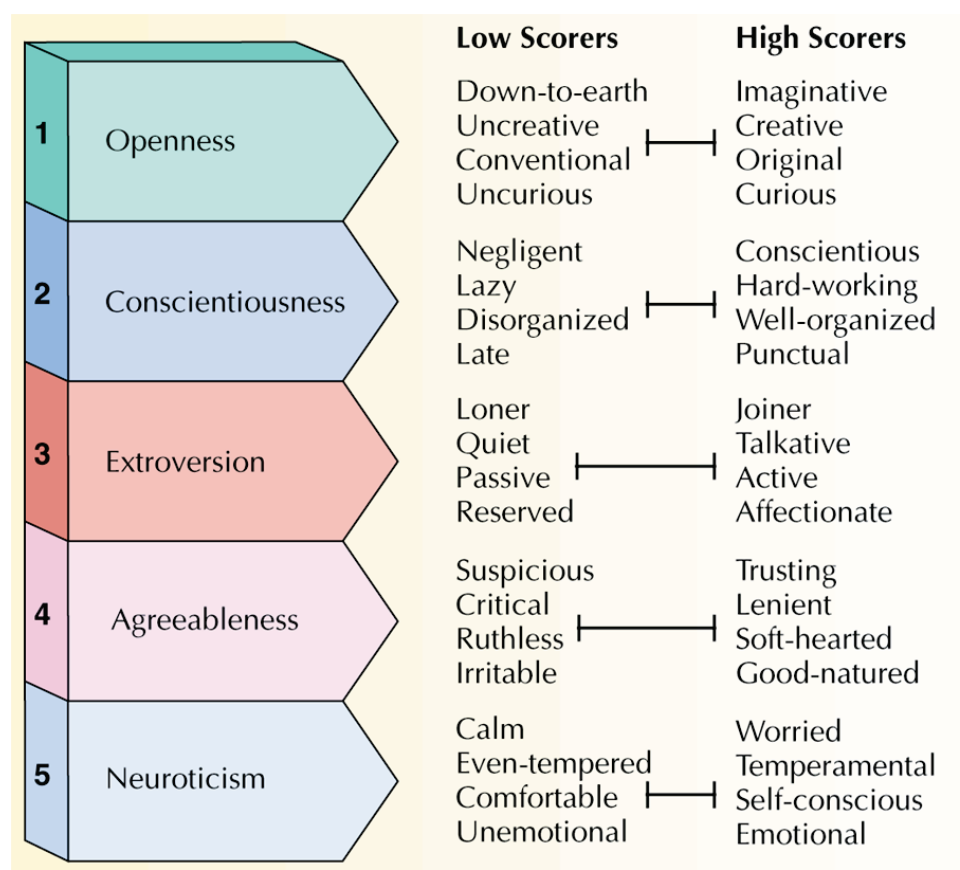 Low Scorers High Scorers
1 Openness
Down-to-earth Imaginative
Uncreative Creative
Conventional Original
Uncurious Curious
2 Conscientiousness
Negligent Conscientious
Lazy Hard-working
Disorganized Well-organized
Late Punctual
3 Extroversion
Loner Joiner
Quiet Talkative
Passive Active
Reserved Affectionate
4 Agreeableness
Suspicious Trusting
Critical Lenient
Ruthless Soft-hearted
Irritable Good-natured
5 Neuroticism
Calm Worried
Even-tempered Temperamental
Comfortable Self-conscious
Unemotional Emotional